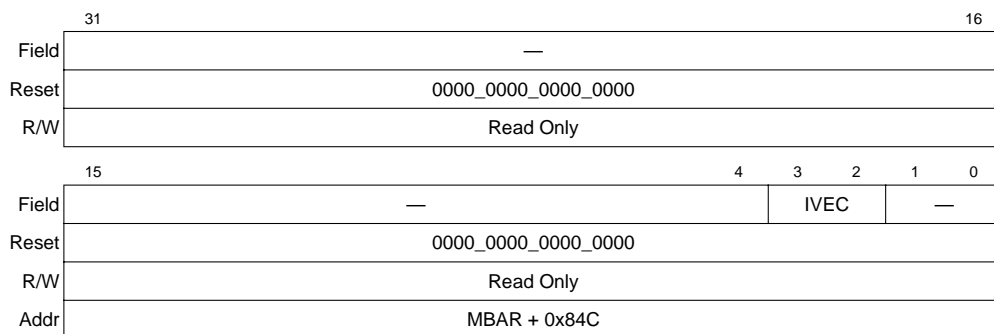 31 16
Field —
Reset 0000_0000_0000_0000
R/W Read Only
15 4 3 2 1 0
Field — IVEC —
Reset 0000_0000_0000_0000
R/W Read Only
Addr MBAR + 0x84C